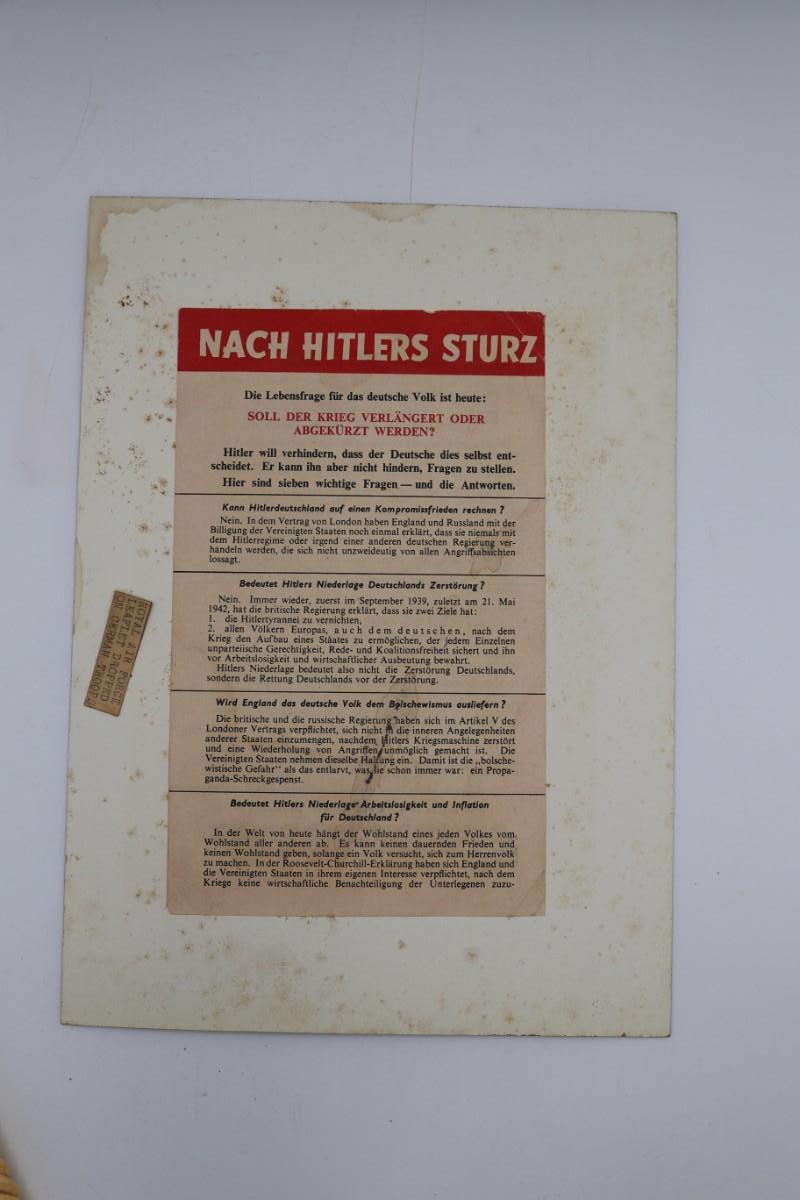 NACH HITLERS STURZ
Die Lebensfrage für das deutsche Volk ist heute:
SOLL DER KRIEG VERLÄNGERT ODER
ABGEKÜRZT WERDEN?
Hitler will verhindern, dass der Deutsche dies selbst ent-
scheidet. Er kann ihn aber nicht hindern, Fragen zu stellen.
Hier sind sieben wichtige Fragen — und die Antworten.
Kann Hitlerdeutschland auf einen Kompromissfrieden rechnen?
Nein. In dem Vertrag von London haben England und Russland mit der
Billigung der Vereinigten Staaten noch einmal erklärt, dass sie niemals mit
dem Hitlerregime oder irgend einer anderen deutschen Regierung ver-
handeln werden, die sich nicht unzweideutig von allen Angriffsabsichten
lossagt.
Bedeutet Hitlers Niederlage Deutschlands Zerstörung?
Nein. Immer wieder, zuerst im September 1939, zuletzt am 21. Mai
1942, hat die britische Regierung erklärt, dass sie zwei Ziele hat:
1. die Hitlertyrannei zu vernichten,
2. allen Völkern Europas, auch dem deutschen, nach dem
Krieg den Aufbau eines Staates zu ermöglichen, der jedem Einzelnen
unparteiische Gerechtigkeit, Rede- und Koalitionsfreiheit sichert und ihn
vor Arbeitslosigkeit und wirtschaftlicher Ausbeutung bewahrt.
Hitlers Niederlage bedeutet also nicht die Zerstörung Deutschlands,
sondern die Rettung Deutschlands vor der Zerstörung.
Wird England das deutsche Volk dem Bolschewismus ausliefern?
Die britische und die russische Regierung haben sich im Artikel V des
Londoner Vertrags verpflichtet, sich nicht in die inneren Angelegenheiten
anderer Staaten einzumengen, nachdem Hitlers Kriegsmaschine zerstört
und eine Wiederholung von Angriffen unmöglich gemacht ist. Die
Vereinigten Staaten nehmen dieselbe Haltung ein. Damit ist die „bolsche-
wistische Gefahr" als das entlarvt, was sie schon immer war: ein Propa-
ganda-Schreckgespenst.
Bedeutet Hitlers Niederlage Arbeitslosigkeit und Inflation
für Deutschland?
In der Welt von heute hängt der Wohlstand eines jeden Volkes vom
Wohlstand aller anderen ab. Es kann keinen dauernden Frieden und
keinen Wohlstand geben, solange ein Volk versucht, sich zum Herrenvolk
zu machen. In der Roosevelt-Churchill-Erklärung haben sich England und
die Vereinigten Staaten in ihrem eigenen Interesse verpflichtet, nach dem
Kriege keine wirtschaftliche Benachteiligung der Unterlegenen zuzu-
ROYAL AIR FORCE
LEAFLET DROPPED
ON GERMAN TROOPS